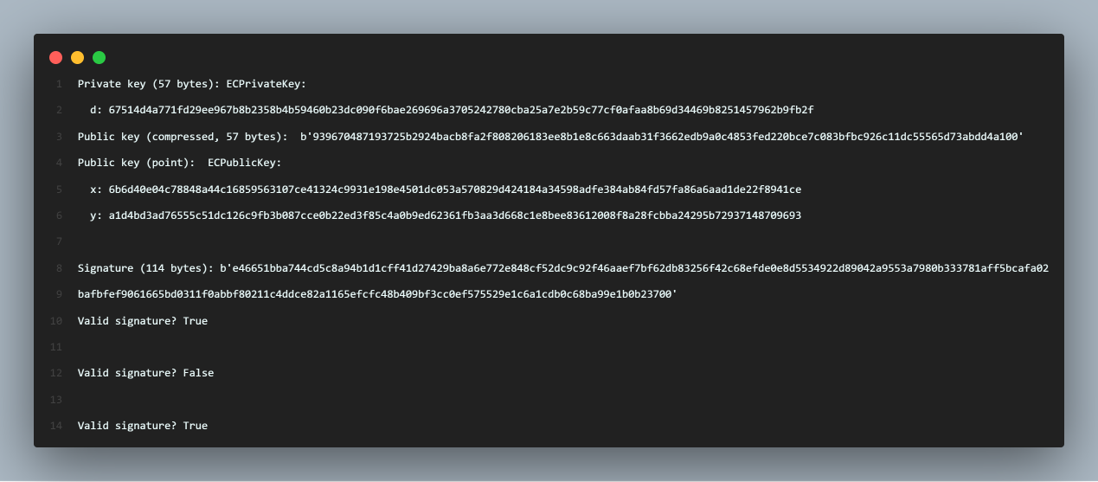 1 Private key (57 bytes): ECPrivateKey:
2 d: 67514d4a771fd29ee967b8b2358b4b59460b23dc090f6bae269696a3705242780cba25a7e2b59c77cf0afaa8b69d34469b8251457962b9fb2f
3 Public key (compressed, 57 bytes):  b'939670487193725b2924bacb8fa2f808206183ee8b1e8c663daab31f3662edb9a0c4853fed220bce7c083bfbc926c11dc55565d73abdd4a100'
4 Public key (point):  ECPublicKey:
5 x: 6b6d40e04c78848a44c16859563107ce41324c9931e198e4501dc053a570829d424184a34598adfe384ab84fd57fa86a6aad1de22f8941ce
6 y: a1d4bd3ad76555c51dc126c9fb3b087cce0b22ed3f85c4a0b9ed62361fb3aa3d668c1e8bee83612008f8a28fcbba24295b72937148709693
7
8 Signature (114 bytes): b'e46651bba744cd5c8a94b1d1cff41d27429ba8a6e772e848cf52dc9c92f46aaef7bf62db83256f42c68efde0e8d5534922d89042a9553a7980b333781aff5bcafa02
9 bafbfef9061665bd0311f0abbf80211c4ddce82a1165efcfc48b409bf3cc0ef575529e1c6a1cdb0c68ba99e1b0b23700'
10 Valid signature? True
11
12 Valid signature? False
13
14 Valid signature? True